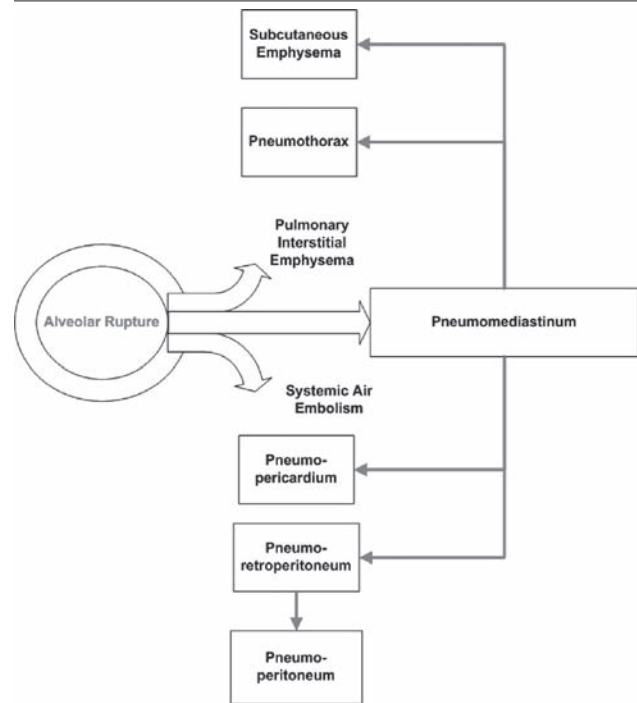 Subcutaneous
Emphysema
Pneumothorax
Pulmonary
Interstitial
Emphysema
Alveolar Rupture
Pneumomediastinum
Systemic Air
Embolism
Pneumo-
pericardium
Pneumo-
retroperitoneum
Pneumo-
peritoneum